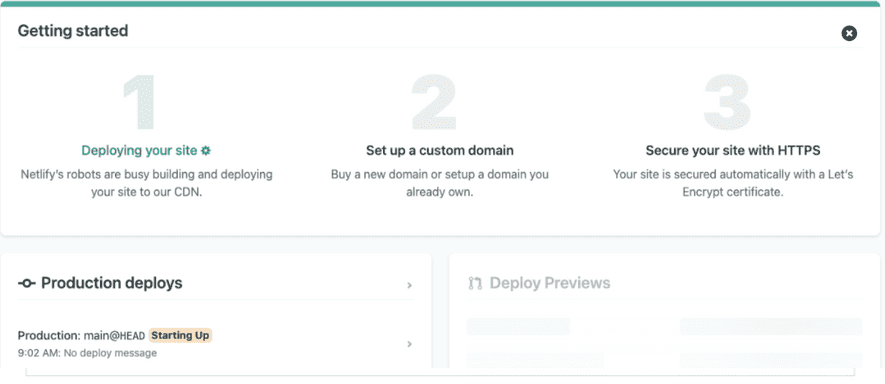 Getting started
1
2
3
Deploying your site
Set up a custom domain
Secure your site with HTTPS
Netlify's robots are busy building and deploying
your site to our CDN.
Buy a new domain or setup a domain you
already own.
Your site is secured automatically with a Let's
Encrypt certificate.
Production deploys
Deploy Previews
Production: main@HEAD Starting Up
9:02 AM: No deploy message